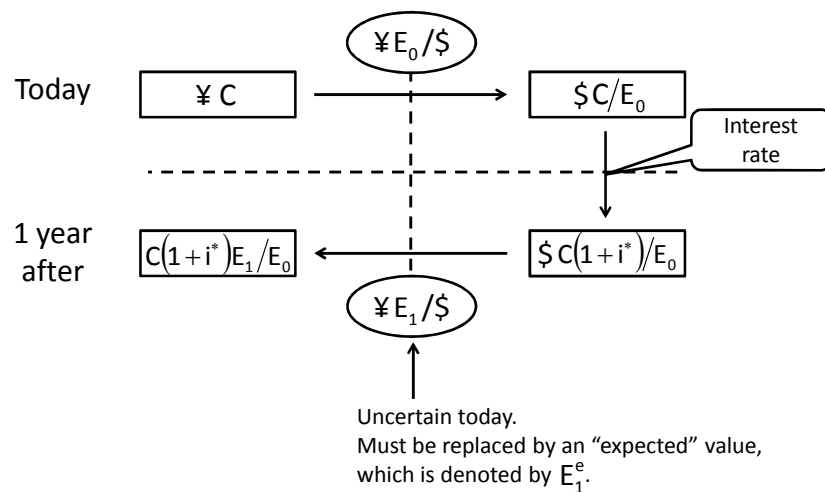 ¥E₀/$
Today
¥ C
$C/E₀
Interest
rate
1 year
after
C(1+i*)E₁/E₀
$C(1+i*)/E₀
¥E₁/$
Uncertain today.
Must be replaced by an “expected” value,
which is denoted by E₁ᵉ.